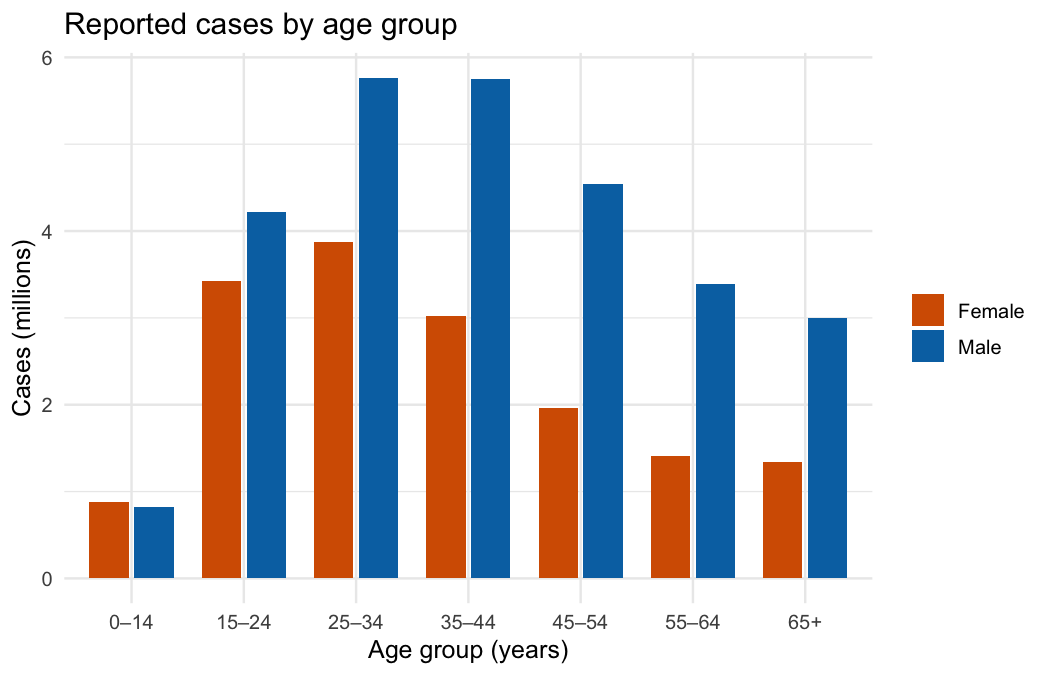 Reported cases by age group
Cases (millions)
6
4
2
0
0–14 15–24 25–34 35–44 45–54 55–64 65+
Age group (years)
Female
Male